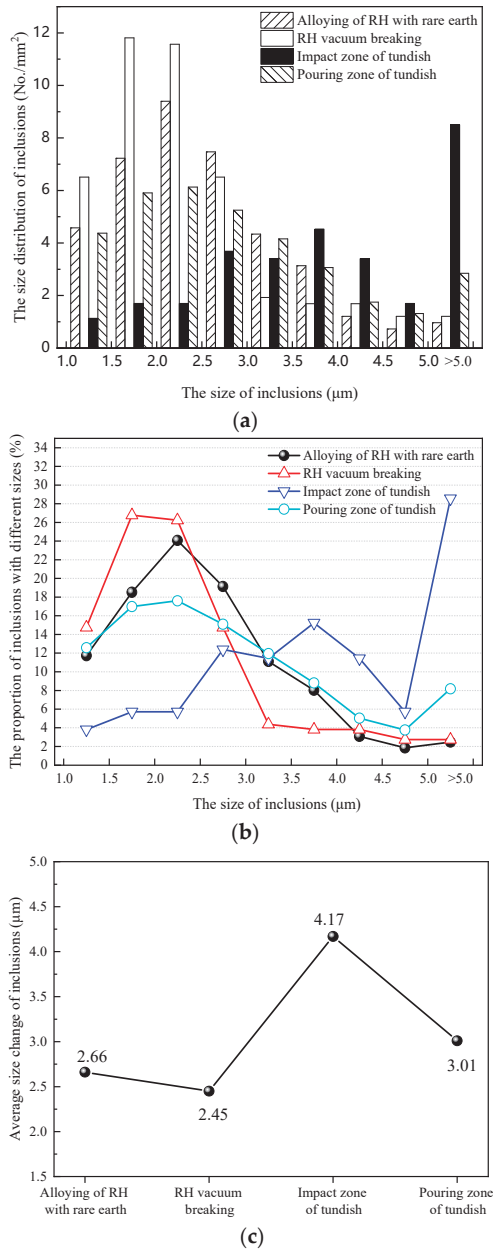 Alloying of RH with rare earth
RH vacuum breaking
Impact zone of tundish
Pouring zone of tundish
The size distribution of inclusions (No./mm²)
12
10
8
6
4
2
0
1.0 1.5 2.0 2.5 3.0 3.5 4.0 4.5 5.0 >5.0
The size of inclusions (μm)
(a)
Alloying of RH with rare earth
RH vacuum breaking
Impact zone of tundish
Pouring zone of tundish
The proportion of inclusions with different sizes (%)
34
32
30
28
26
24
22
20
18
16
14
12
10
8
6
4
2
0
1.0 1.5 2.0 2.5 3.0 3.5 4.0 4.5 5.0 >5.0
The size of inclusions (μm)
(b)
Average size change of inclusions (μm)
5.0
4.5
4.0
3.5
3.0
2.5
2.0
1.5
2.66
2.45
4.17
3.01
Alloying of RH
with rare earth
RH vacuum
breaking
Impact zone
of tundish
Pouring zone
of tundish
(c)